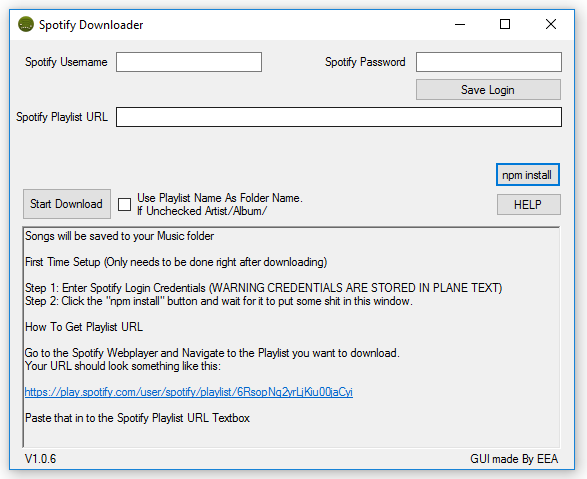 Spotify Downloader
Spotify Username
Spotify Password
Save Login
Spotify Playlist URL
npm install
Start Download
Use Playlist Name As Folder Name.
If Unchecked Artist/Album/
HELP
Songs will be saved to your Music folder
First Time Setup (Only needs to be done right after downloading)
Step 1: Enter Spotify Login Credentials (WARNING CREDENTIALS ARE STORED IN PLANE TEXT)
Step 2: Click the "npm install" button and wait for it to put some shit in this window.
How To Get Playlist URL
Go to the Spotify Webplayer and Navigate to the Playlist you want to download.
Your URL should look something like this:
https://play.spotify.com/user/spotify/playlist/6RsopNq2yrLjKiu00jaCyi
Paste that in to the Spotify Playlist URL Textbox
V1.0.6
GUI made By EEA